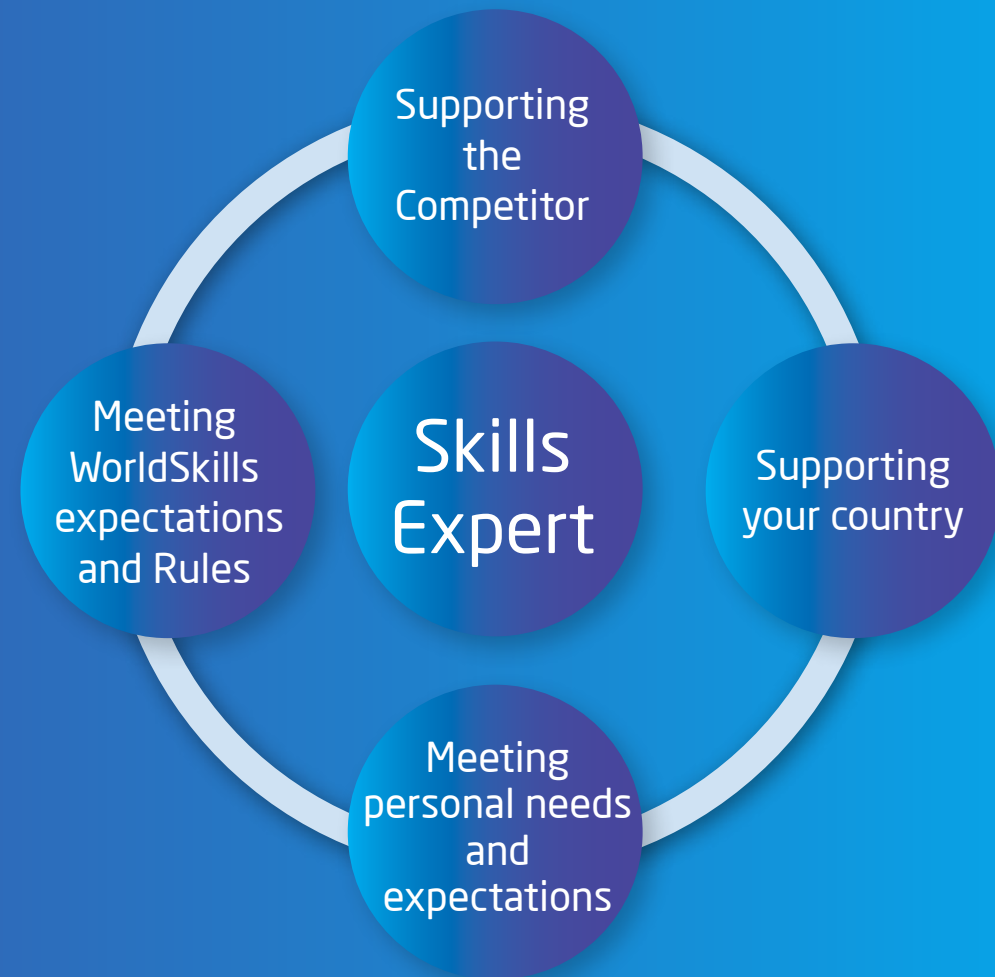 Supporting
the
Competitor
Meeting
WorldSkills
expectations
and Rules
Skills
Expert
Supporting
your country
Meeting
personal needs
and
expectations